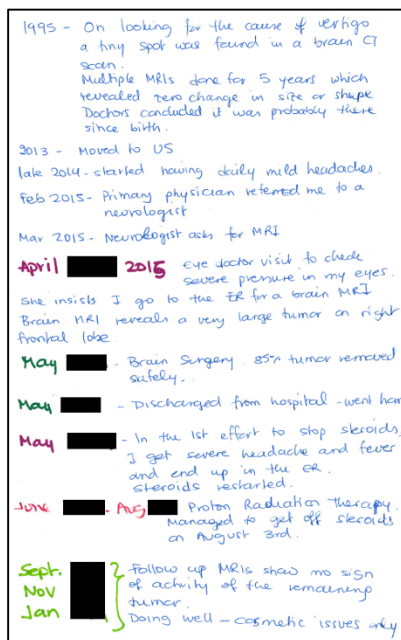 1995 - On looking for the cause of vertigo
a tiny spot was found in a brain CT
scan.
Multiple MRIs done for 5 years which
revealed zero change in size or shape
Doctors concluded it was probably there
since birth.
2013 - Moved to US
late 2014 - started having daily mild headaches.
Feb 2015 - Primary physician referred me to a
neurologist
Mar 2015 - Neurologist asks for MRI
April 2015 Eye doctor visit to check
severe pressure in my eyes.
She insists I go to the ER for a brain MRI
Brain MRI reveals a very large tumor on right
frontal lobe.
May - Brain Surgery. 85% tumor removed
safely.
May - Discharged from hospital - went hom
May - In the 1st effort to stop steroids,
I get severe headache and fever
and end up in the ER.
steroids restarted.
June - Aug Proton Radiation therapy.
Managed to get off steroids
on August 3rd.
Sept. Follow up MRIs show no sign
Nov of activity of the remaining
Jan tumor.
Doing well - cosmetic issues only